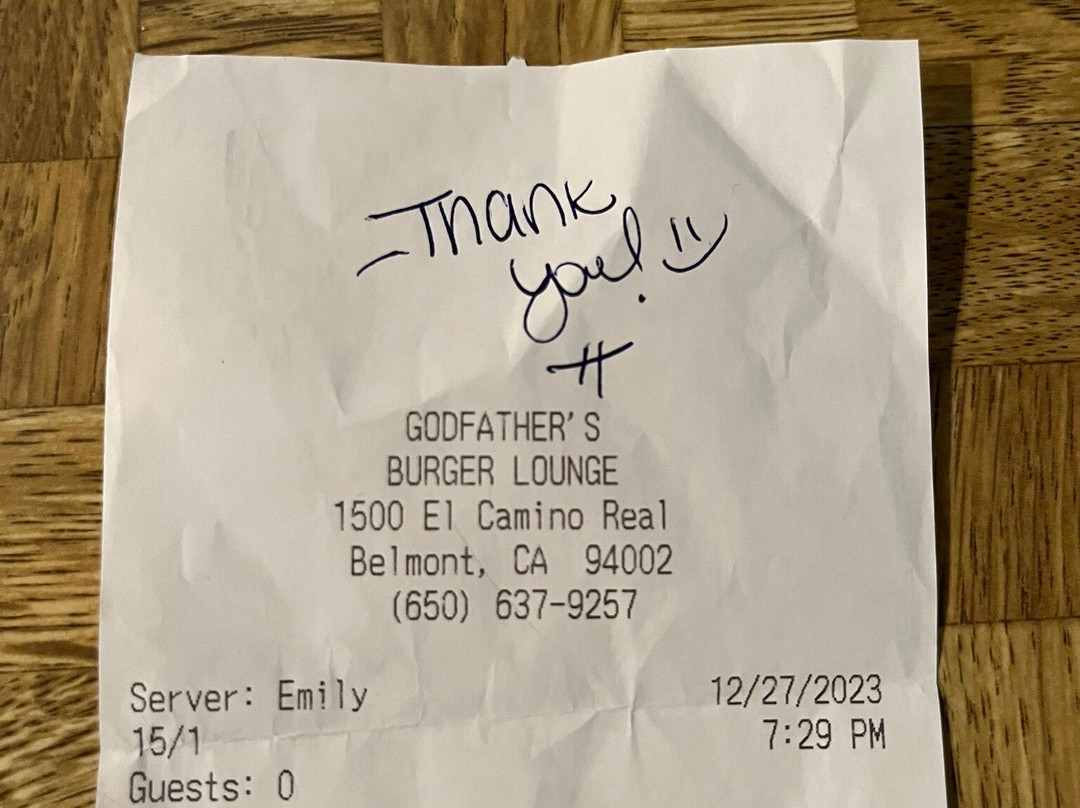 Thank
you! =)
#
GODFATHER'S
BURGER LOUNGE
1500 El Camino Real
Belmont, CA 94002
(650) 637-9257
Server: Emily 12/27/2023
15/1 7:29 PM
Guests: 0